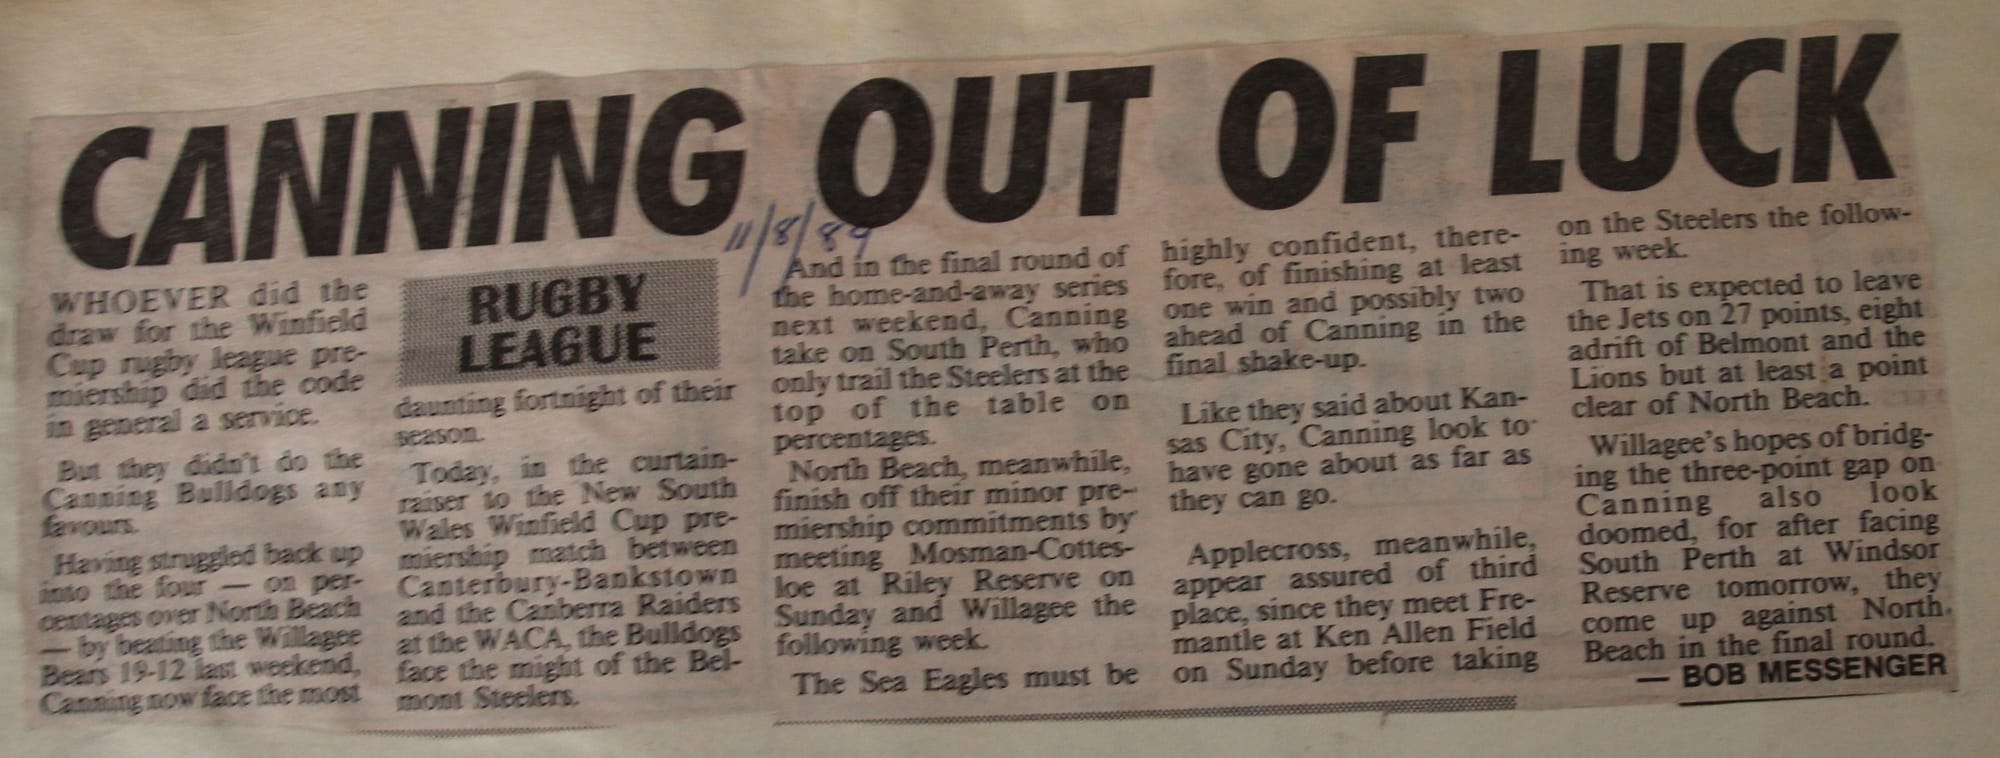 CANNING OUT OF LUCK
11/8/89
WHOEVER did the
draw for the Winfield
Cup rugby league pre-
miership did the code
in general a service.
But they didn't do the
Canning Bulldogs any
favours.
Having struggled back up
into the four — on per-
centages over North Beach
— by beating the Willagee
Bears 19-12 last weekend,
Canning now face the most
RUGBY
LEAGUE
daunting fortnight of their
season.
Today, in the curtain-
raiser to the New South
Wales Winfield Cup pre-
miership match between
Canterbury-Bankstown
and the Canberra Raiders
at the WACA, the Bulldogs
face the might of the Bel-
mont Steelers.
And in the final round of
the home-and-away series
next weekend, Canning
take on South Perth, who
only trail the Steelers at the
top of the table on
percentages.
North Beach, meanwhile,
finish off their minor pre-
miership commitments by
meeting Mosman-Cottes-
loe at Riley Reserve on
Sunday and Willagee the
following week.
The Sea Eagles must be
highly confident, there-
fore, of finishing at least
one win and possibly two
ahead of Canning in the
final shake-up.
Like they said about Kan-
sas City, Canning look to
have gone about as far as
they can go.
Applecross, meanwhile,
appear assured of third
place, since they meet Fre-
mantle at Ken Allen Field
on Sunday before taking
on the Steelers the follow-
ing week.
That is expected to leave
the Jets on 27 points, eight
adrift of Belmont and the
Lions but at least a point
clear of North Beach.
Willagee's hopes of bridg-
ing the three-point gap on
Canning also look
doomed, for after facing
South Perth at Windsor
Reserve tomorrow, they
come up against North
Beach in the final round.
— BOB MESSENGER